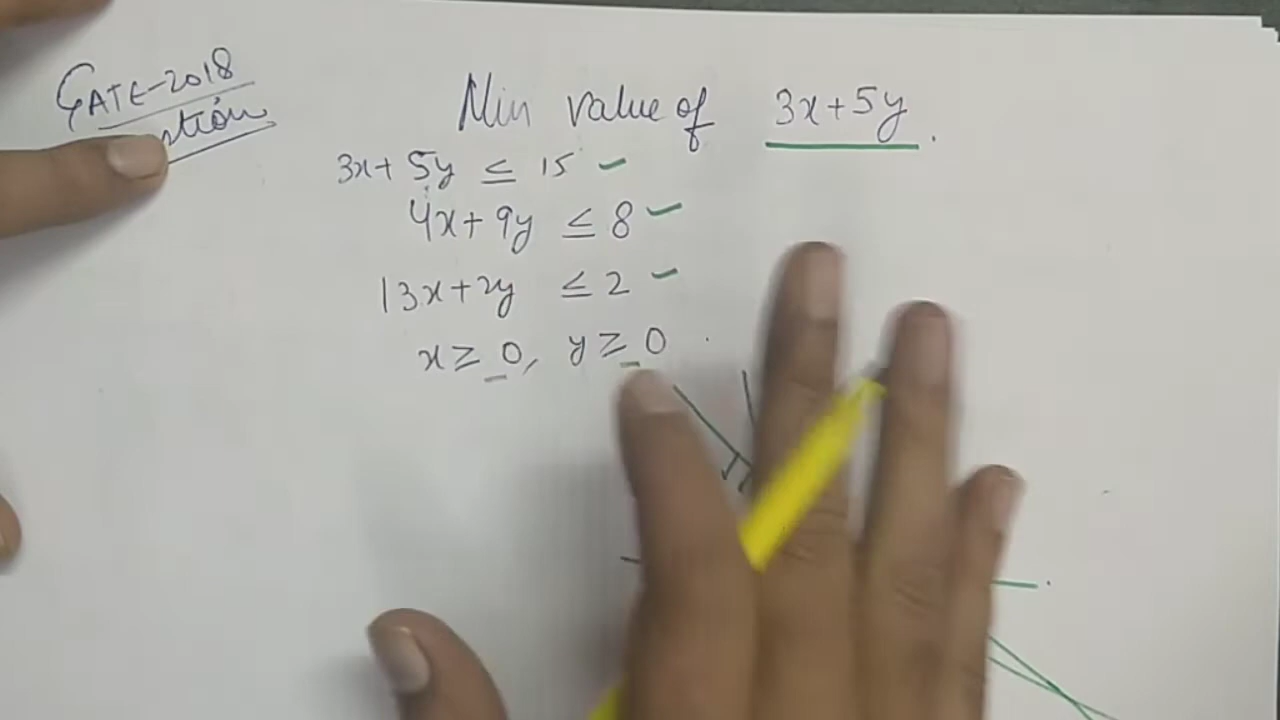 GATE-2018
Min value of 3x+5y.
3x+5y ≤ 15
4x+9y ≤ 8
13x+2y ≤ 2
x ≥ 0, y ≥ 0